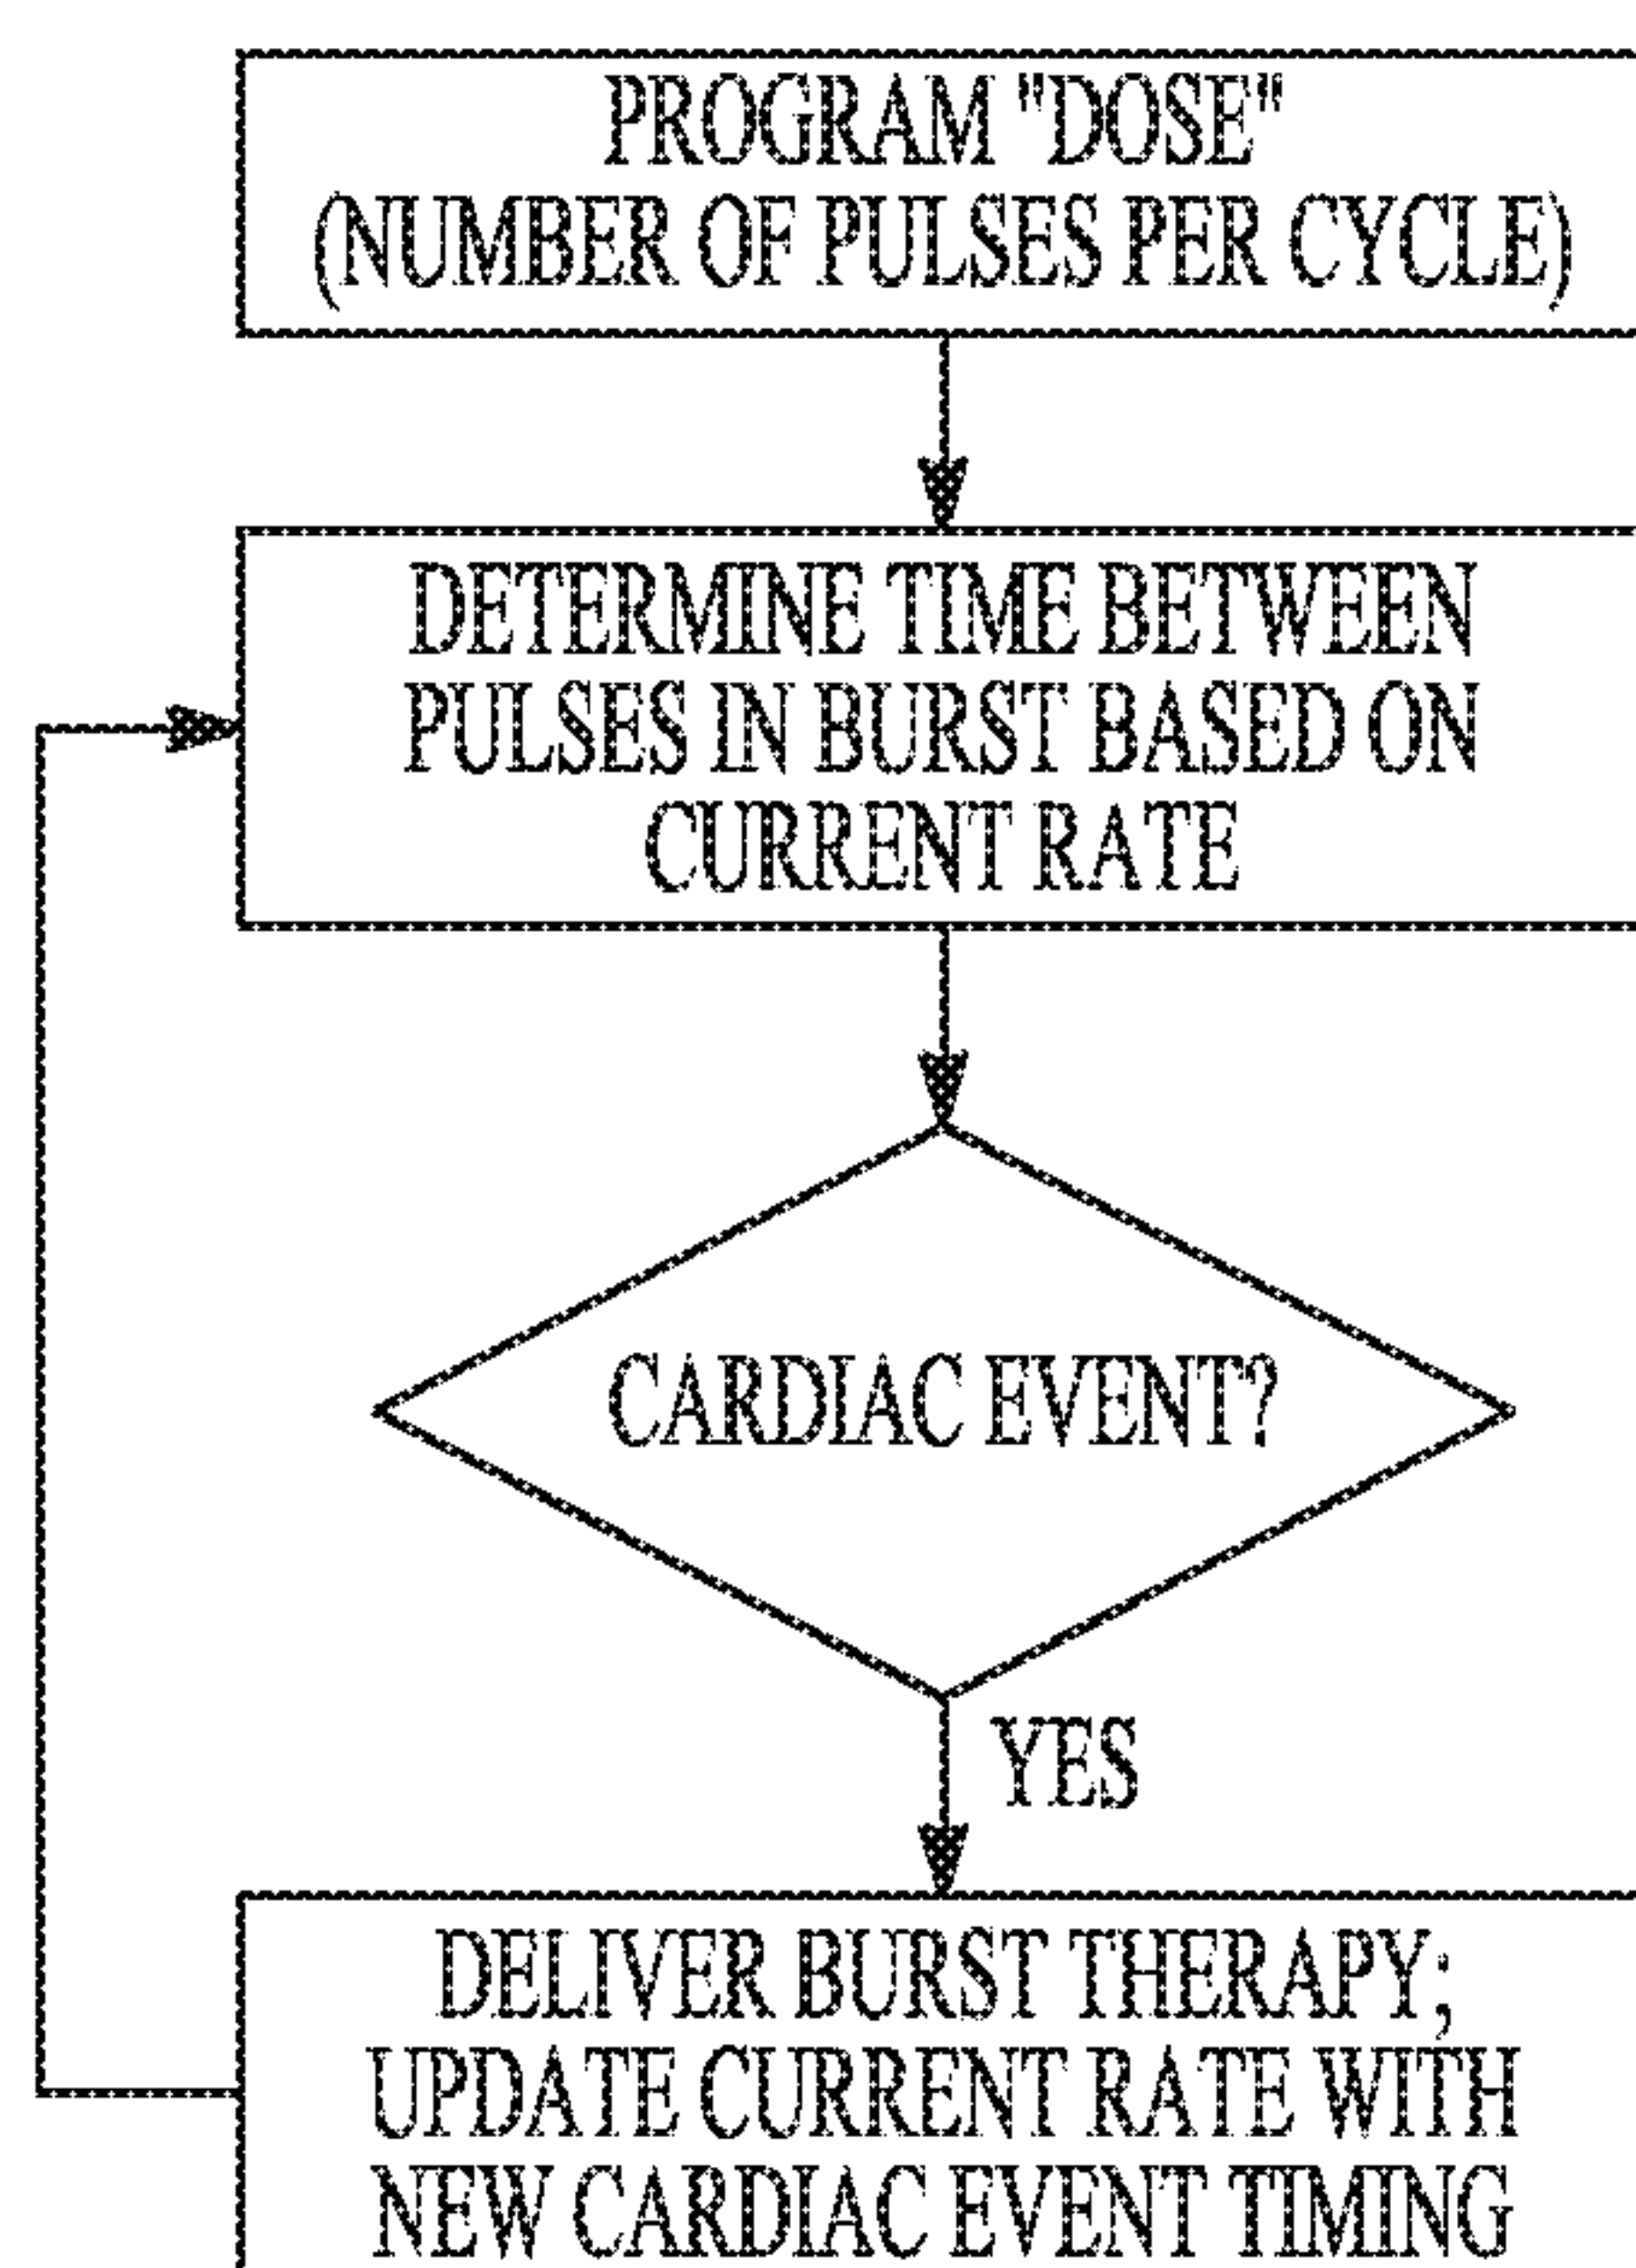 PROGRAM "DOSE"
(NUMBER OF PULSES PER CYCLE)
DETERMINE TIME BETWEEN
PULSES IN BURST BASED ON
CURRENT RATE
CARDIAC EVENT?
YES
DELIVER BURST THERAPY;
UPDATE CURRENT RATE WITH
NEW CARDIAC EVENT TIMING